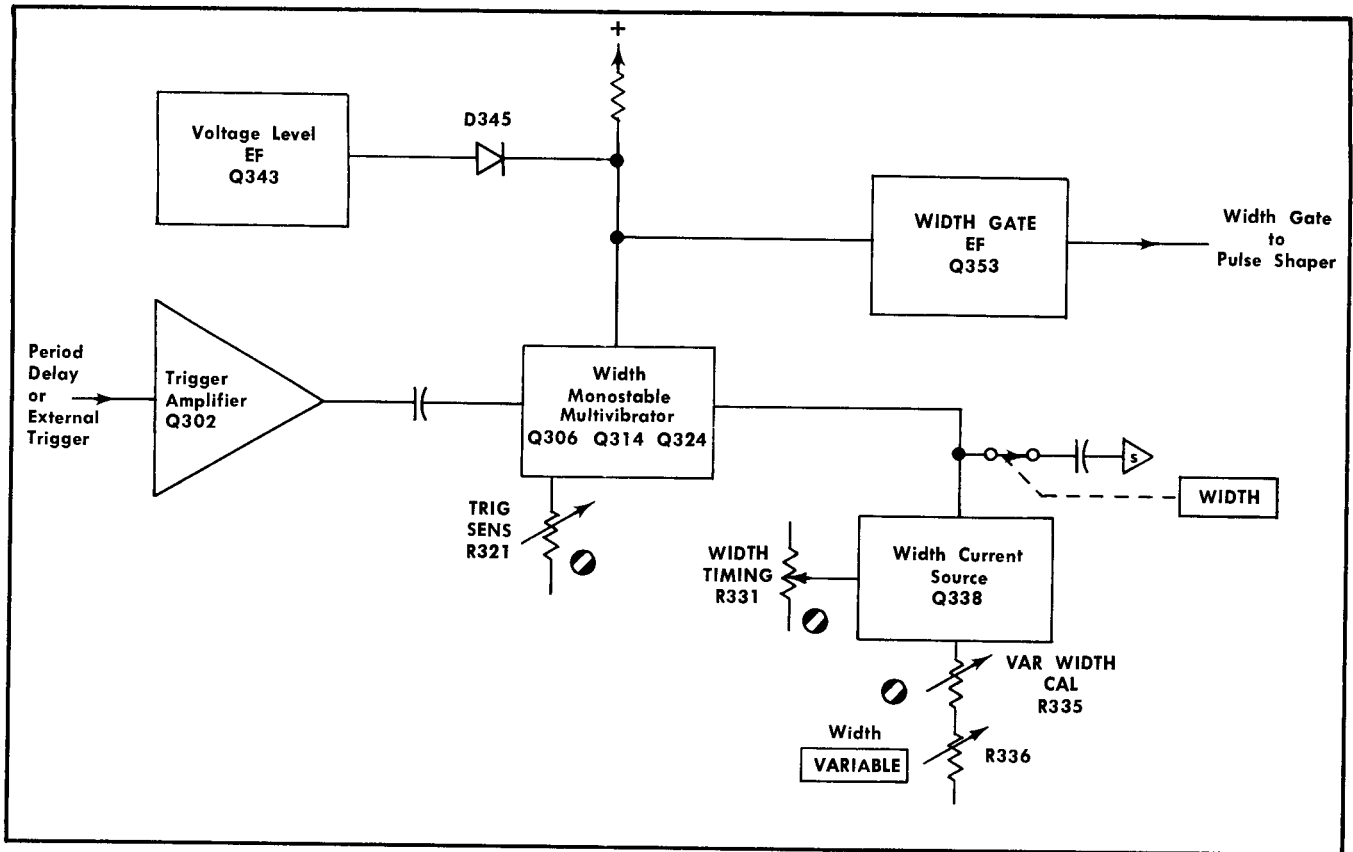 +
Voltage Level
EF
Q343
D345
WIDTH GATE
EF
Q353
Width Gate
to
Pulse Shaper
Period
Delay
or
External
Trigger
Trigger
Amplifier
Q302
Width
Monostable
Multivibrator
Q306 Q314 Q324
TRIG
SENS
R321
s
WIDTH
WIDTH
TIMING
R331
Width Current
Source
Q338
VAR WIDTH
CAL
R335
Width
VARIABLE
R336